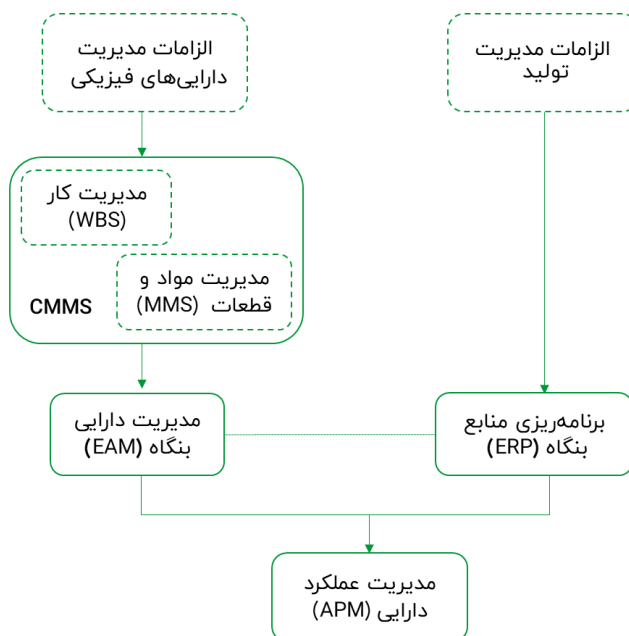 الزامات مدیریت
دارایی‌های فیزیکی
الزامات مدیریت
تولید
مدیریت کار
(WBS)
مدیریت مواد و
قطعات (MMS)
CMMS
مدیریت دارایی
بنگاه (EAM)
برنامه‌ریزی منابع
بنگاه (ERP)
مدیریت عملکرد
دارایی (APM)